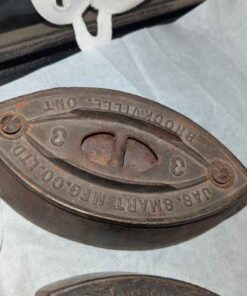 JAS. SMART MFG. CO. LTD.
BROCKVILLE, ONT
3
3